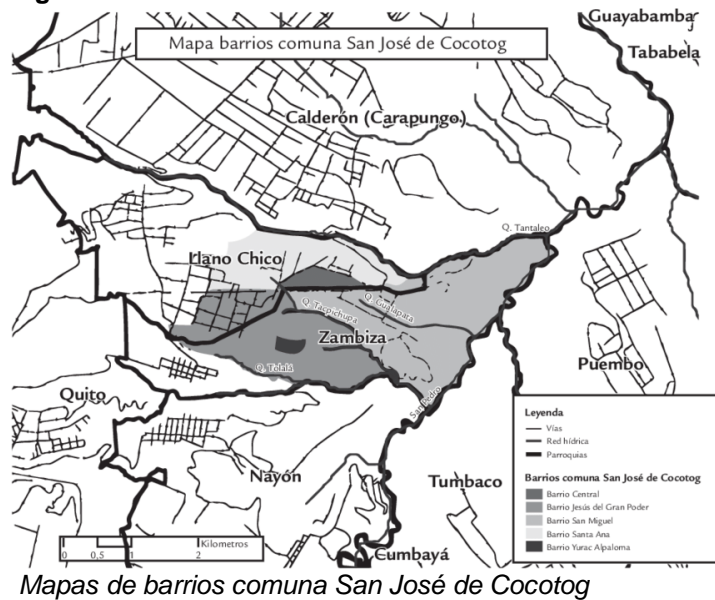 Guayabamba
Mapa barrios comuna San José de Cocotog
Tababela
Calderón (Carapungo)
Q. Tantaleo
Llano Chico
Q. Tacpichupa
Q. Gualapata
Zambiza
Puembo
Q. Telalá
Quito
San Pedro
Nayón
Tumbaco
Cumbayá
Kilometros
0 0,5 1 2
Leyenda
Vías
Red hídrica
Parroquias
Barrios comuna San José de Cocotog
Barrio Central
Barrio Jesús del Gran Poder
Barrio San Miguel
Barrio Santa Ana
Barrio Yurac Alpaloma
Mapas de barrios comuna San José de Cocotog